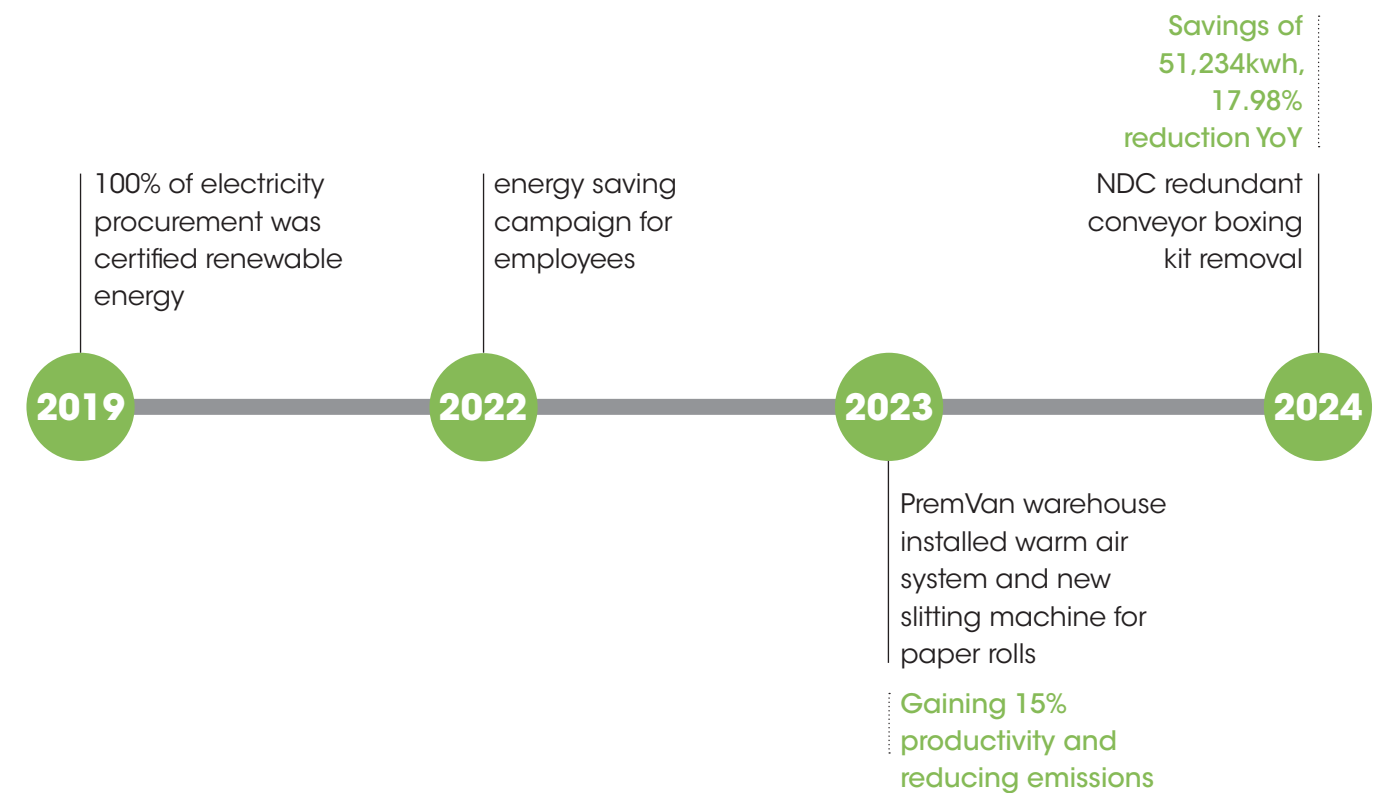 Savings of
51,234kwh,
17.98%
reduction YoY
100% of electricity
procurement was
certified renewable
energy
energy saving
campaign for
employees
NDC redundant
conveyor boxing
kit removal
2019
2022
2023
2024
PremVan warehouse
installed warm air
system and new
slitting machine for
paper rolls
Gaining 15%
productivity and
reducing emissions